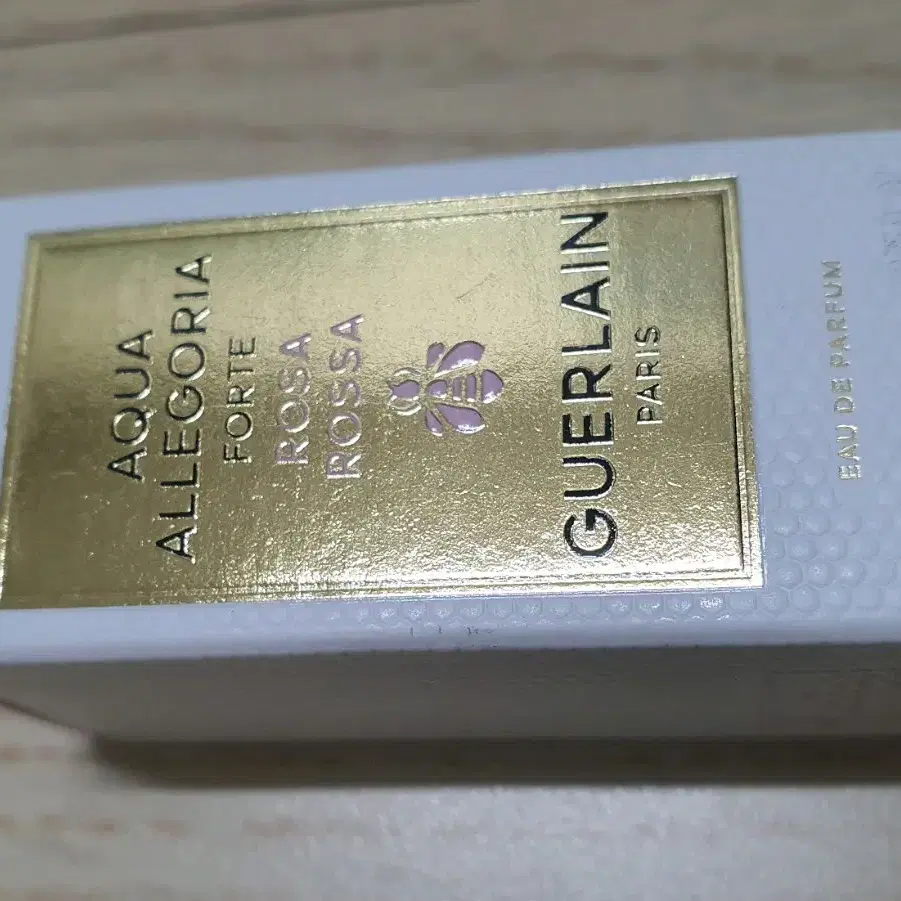 AQUA
ALLEGORIA
FORTE
ROSA
ROSSA
GUERLAIN
PARIS
EAU DE PARFUM